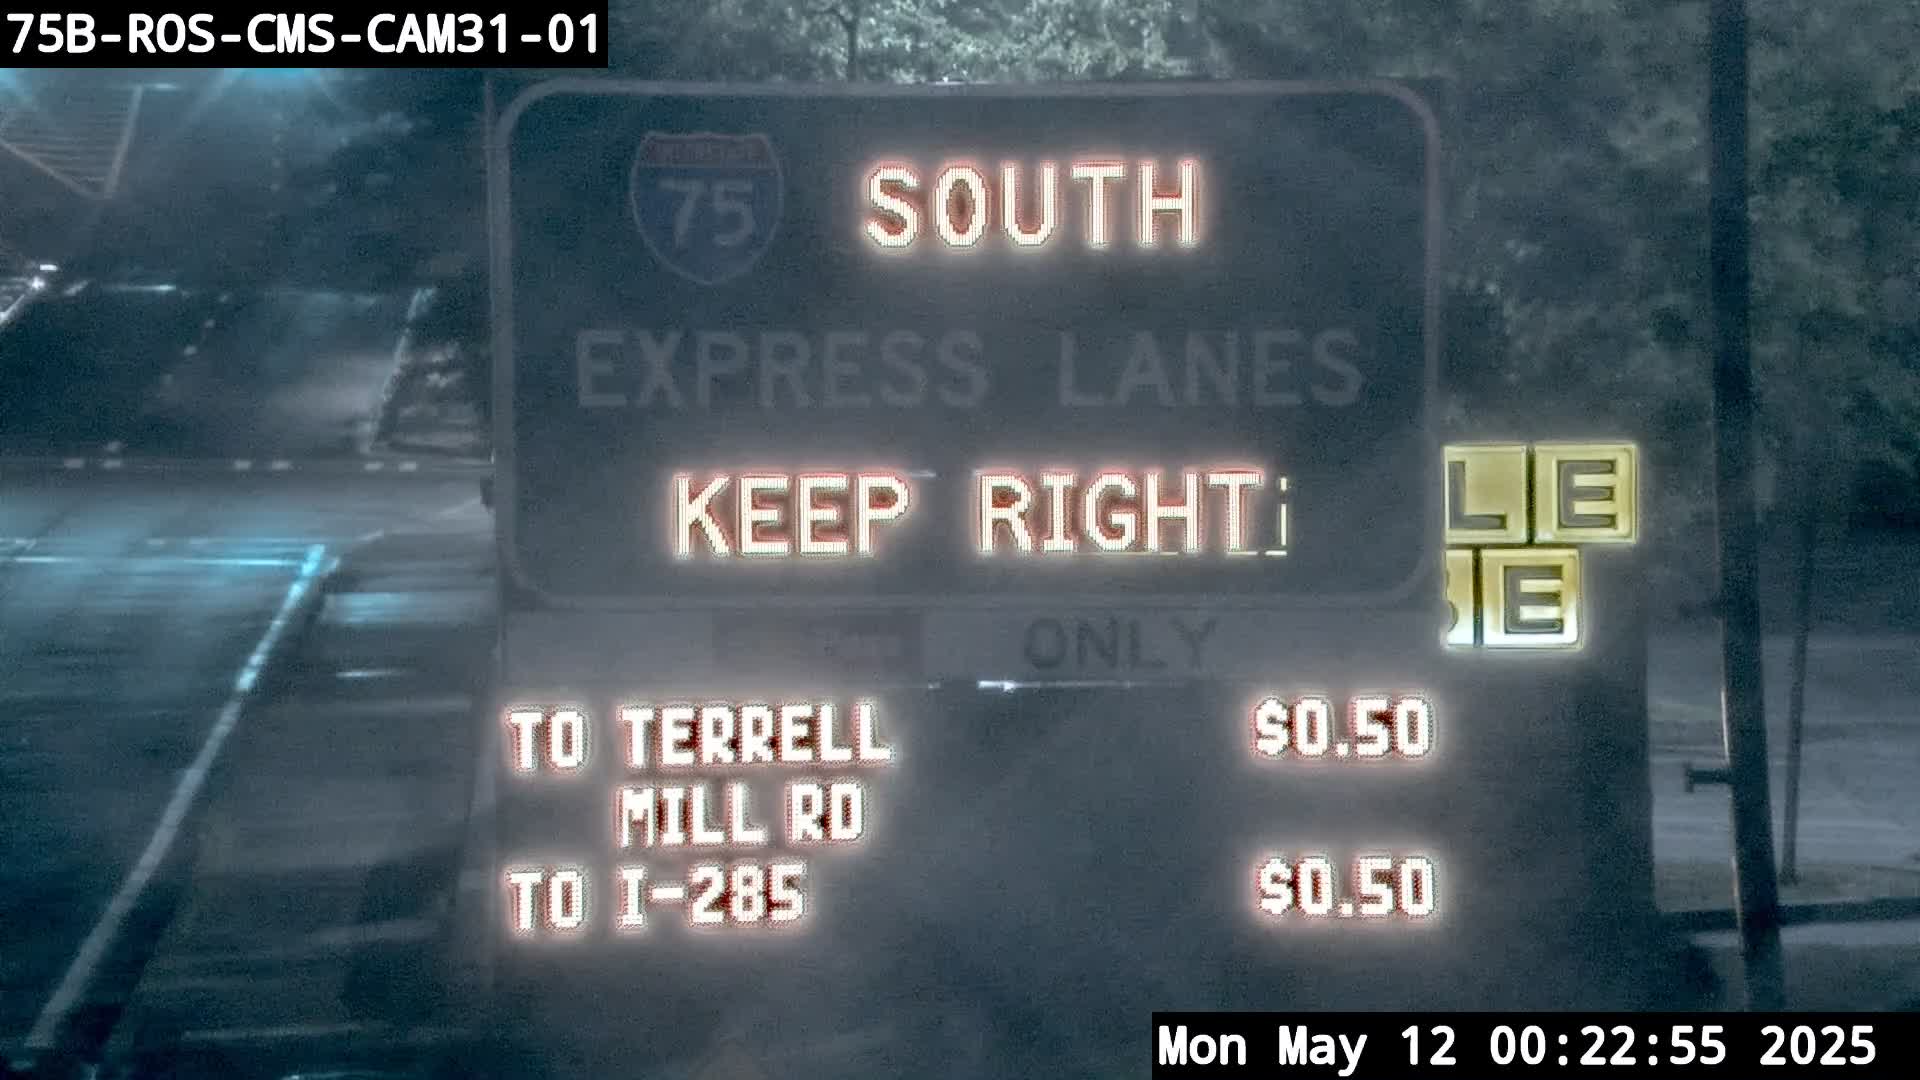 75B-ROS-CMS-CAM31-01
75 SOUTH
EXPRESS LANES
KEEP RIGHT
LE
E
ONLY
TO TERRELL $0.50
MILL RD
TO I-285 $0.50
Mon May 12 00:22:55 2025